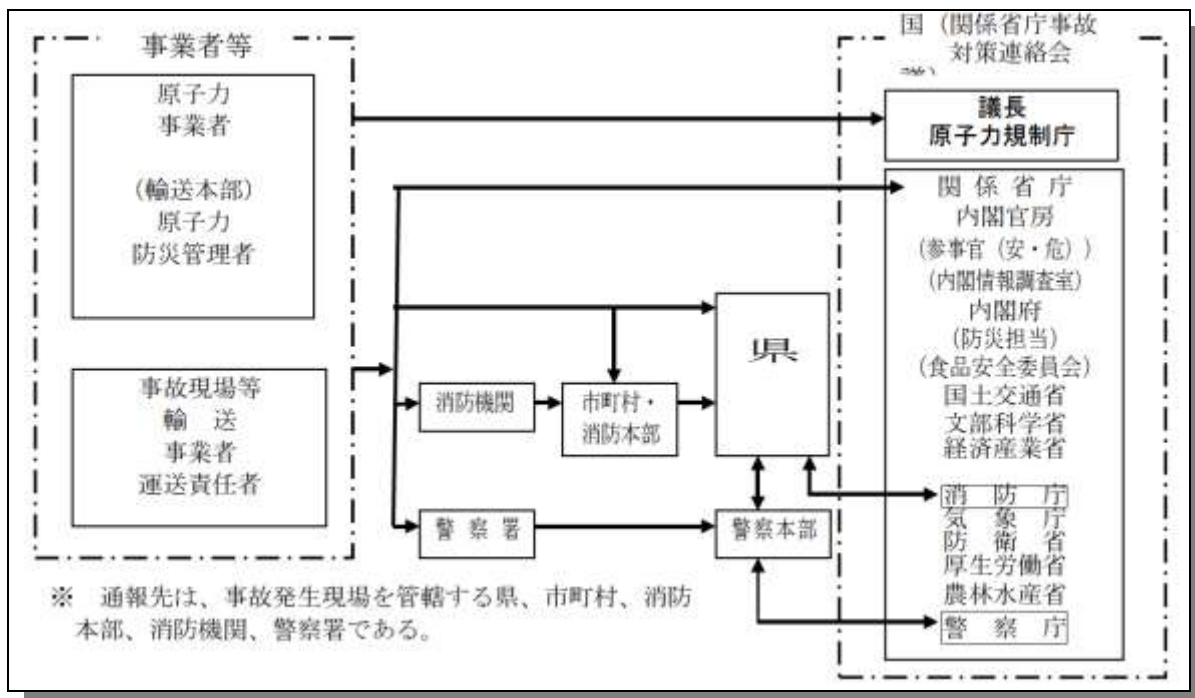 事業者等
原子力
事業者
(輸送本部)
原子力
防災管理者
事故現場等
輸 送
事業者
運送責任者
消防機関
市町村・
消防本部
県
警 察 署
警察本部
国（関係省庁事故
対策連絡会
議）
議長
原子力規制庁
関 係 省 庁
内閣官房
(参事官（安・危）)
(内閣情報調査室)
内閣府
(防災担当)
(食品安全委員会)
国土交通省
文部科学省
経済産業省
消 防 庁
気 象 庁
防 衛 省
厚生労働省
農林水産省
警 察 庁
※ 通報先は、事故発生現場を管轄する県、市町村、消防
本部、消防機関、警察署である。